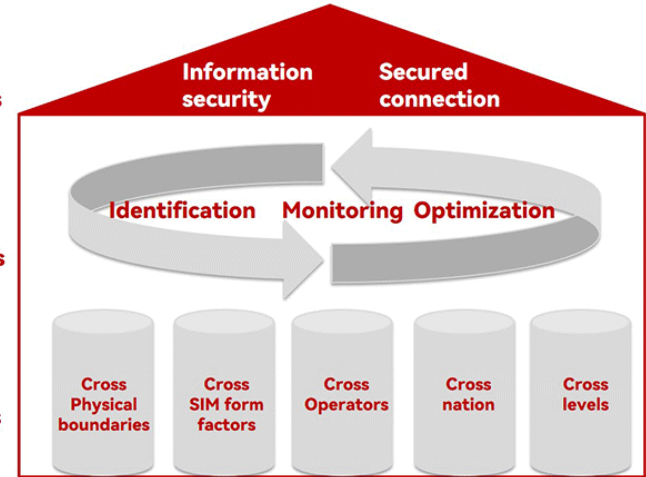 Information Secured
security connection
Identification Monitoring Optimization
Cross
Physical
boundaries
Cross
SIM form
factors
Cross
Operators
Cross
nation
Cross
levels